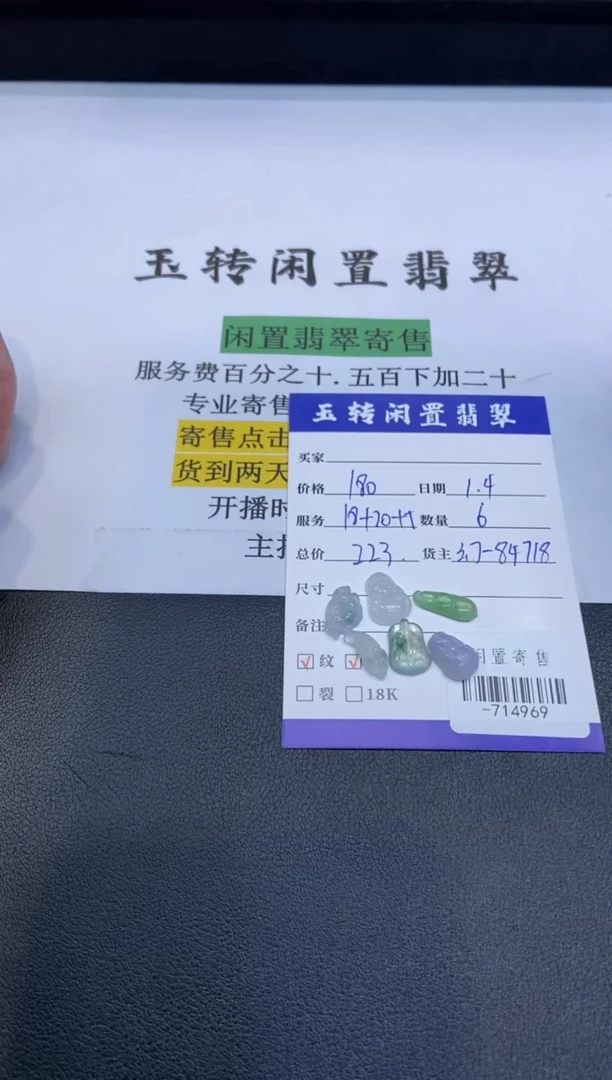 玉转闲置翡翠
闲置翡翠寄售
服务费百分之十.五百下加二十
专业寄售
寄售点击
货到两天
开播时
主
玉转闲置翡翠
买家
价格 180 日期 1.4
服务 18+20+ 数量 6
总价 223. 货主 -84718
尺寸
备注
√ 纹 √
裂 18K
闲置寄售
-714969